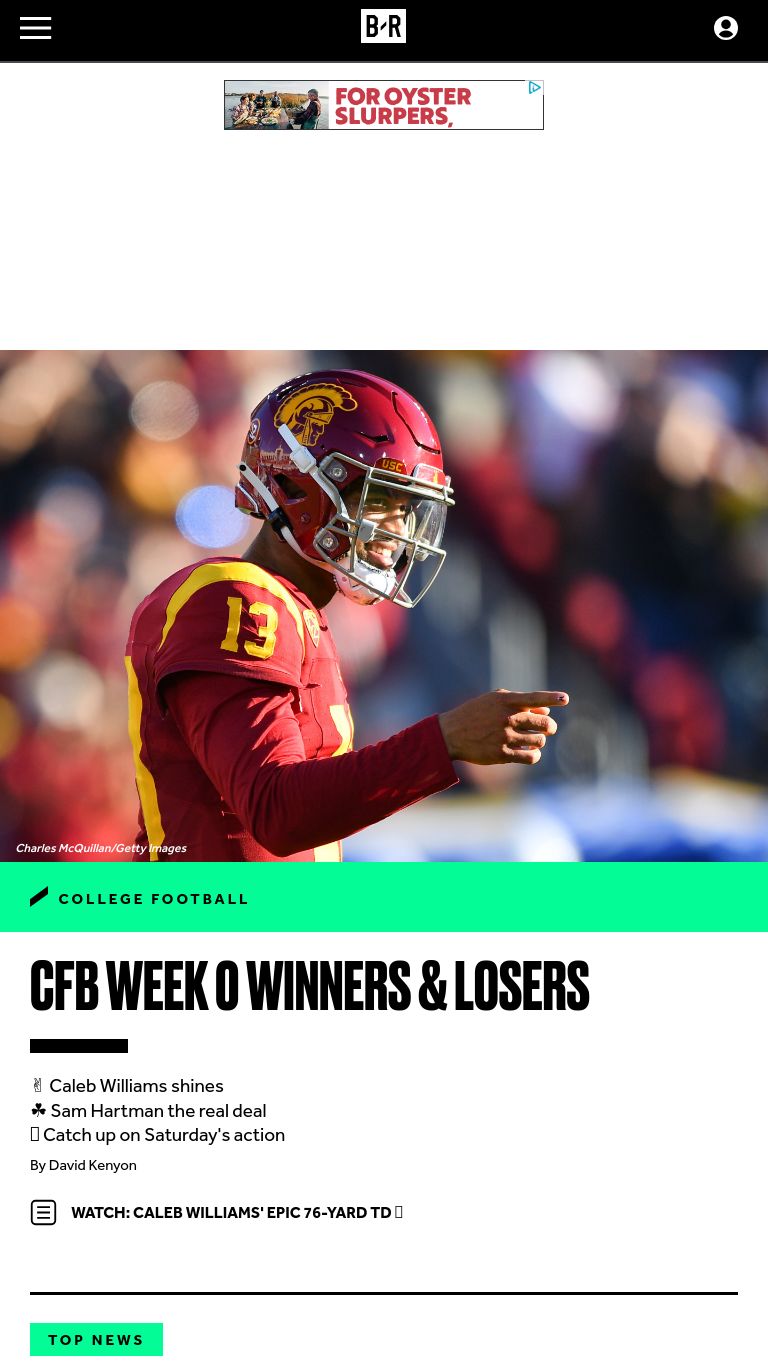 B/R
FOR OYSTER
SLURPERS,
USC
13
Charles McQuillan/Getty Images
COLLEGE FOOTBALL
CFB WEEK 0 WINNERS & LOSERS
✌ Caleb Williams shines
☘ Sam Hartman the real deal
Catch up on Saturday's action
By David Kenyon
WATCH: CALEB WILLIAMS' EPIC 76-YARD TD
TOP NEWS